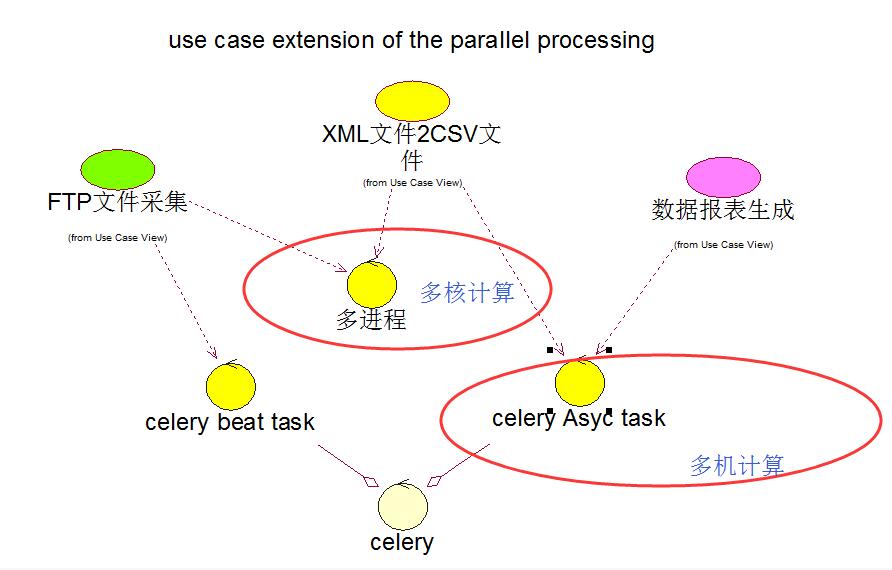 use case extension of the parallel processing
XML文件2CSV文
件
(from Use Case View)
FTP文件采集
(from Use Case View)
数据报表生成
(from Use Case View)
多核计算
多进程
celery beat task
celery Asyc task
多机计算
celery